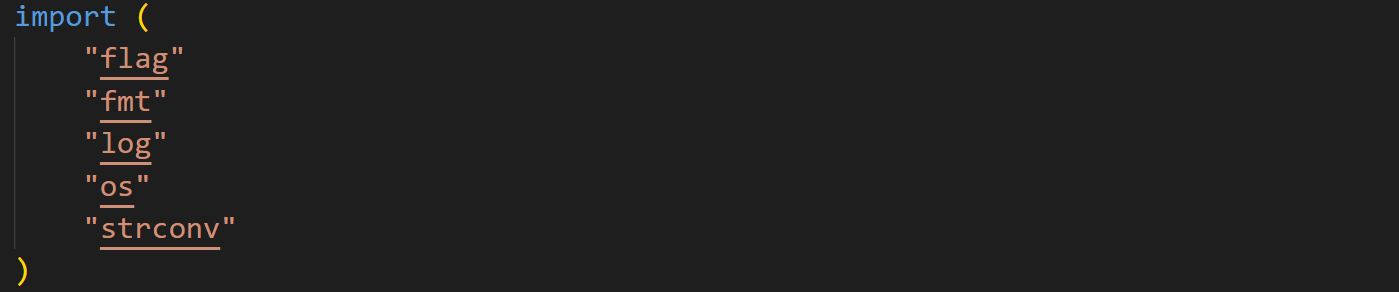 import (
    "flag"
    "fmt"
    "log"
    "os"
    "strconv"
)